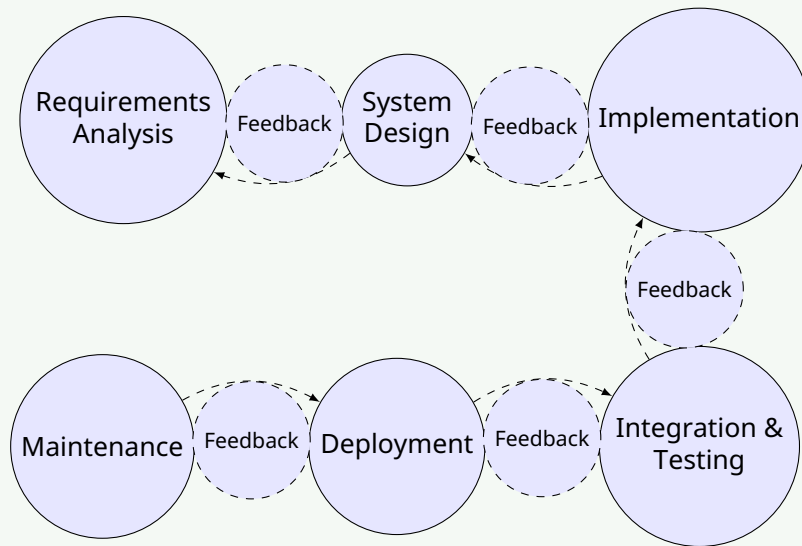 Requirements
Analysis
Feedback
System
Design
Feedback
Implementation
Feedback
Maintenance
Feedback
Deployment
Feedback
Integration &
Testing